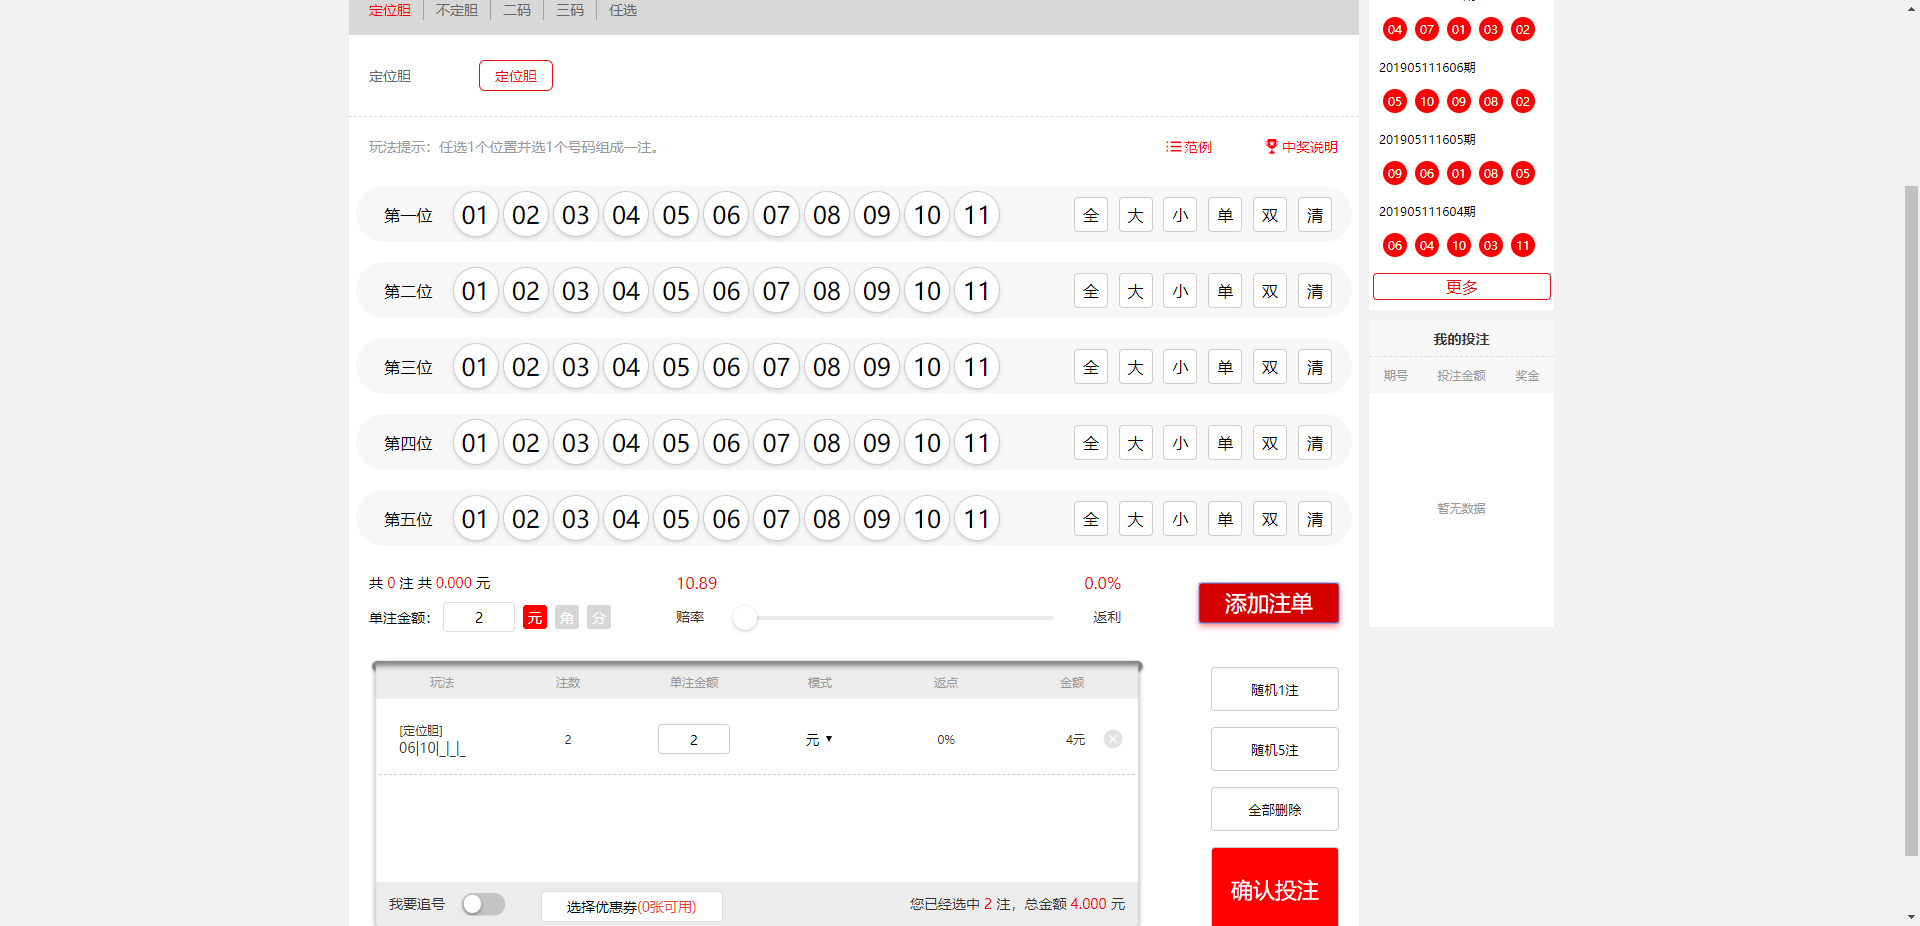 定位胆 不定胆 二码 三码 任选
定位胆 定位胆
玩法提示：任选1个位置并选1个号码组成一注。 范例 中奖说明
第一位 01 02 03 04 05 06 07 08 09 10 11 全 大 小 单 双 清
第二位 01 02 03 04 05 06 07 08 09 10 11 全 大 小 单 双 清
第三位 01 02 03 04 05 06 07 08 09 10 11 全 大 小 单 双 清
第四位 01 02 03 04 05 06 07 08 09 10 11 全 大 小 单 双 清
第五位 01 02 03 04 05 06 07 08 09 10 11 全 大 小 单 双 清
共 0 注 共 0.000 元 10.89 0.0%
添加注单
单注金额： 2 元 角 分 赔率 返利
玩法 注数 单注金额 模式 返点 金额
[定位胆]
06|10|_|_|_ 2 2 元 0% 4元
随机1注
随机5注
全部删除
确认投注
我要追号 选择优惠券(0张可用) 您已经选中 2 注，总金额 4.000 元
04 07 01 03 02
201905111606期
05 10 09 08 02
201905111605期
09 06 01 08 05
201905111604期
06 04 10 03 11
更多
我的投注
期号 投注金额 奖金
暂无数据